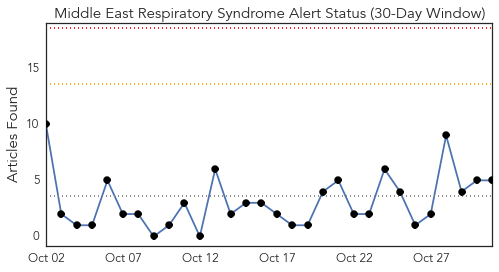 Middle East Respiratory Syndrome Alert Status (30-Day Window)
Articles Found
15
10
5
0
Oct 02 Oct 07 Oct 12 Oct 17 Oct 22 Oct 27